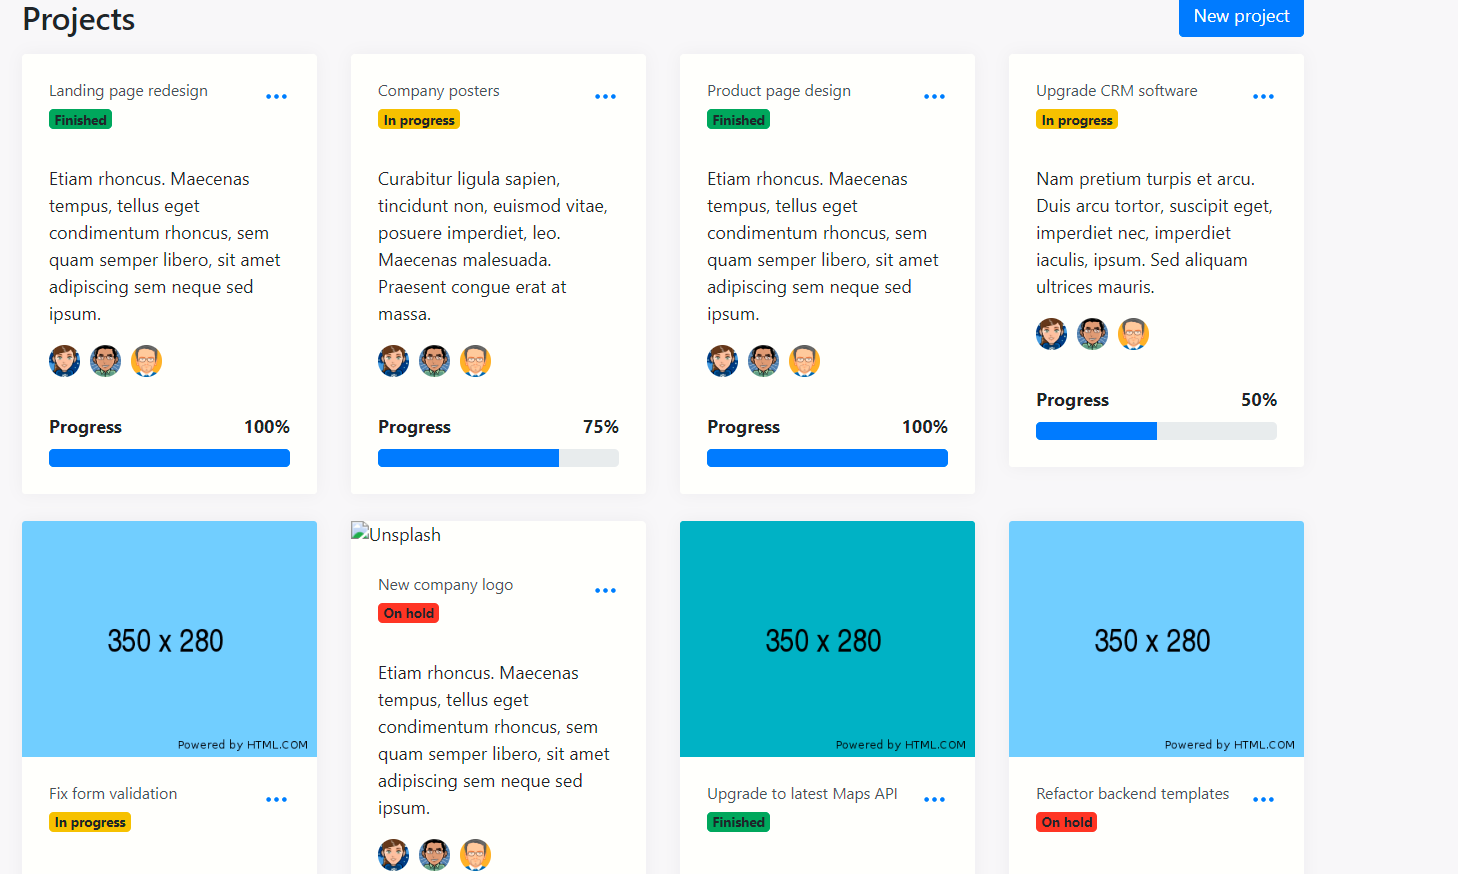 Projects
New project
Landing page redesign
Finished
Etiam rhoncus. Maecenas
tempus, tellus eget
condimentum rhoncus, sem
quam semper libero, sit amet
adipiscing sem neque sed
ipsum.
Progress 100%
Company posters
In progress
Curabitur ligula sapien,
tincidunt non, euismod vitae,
posuere imperdiet, leo.
Maecenas malesuada.
Praesent congue erat at
massa.
Progress 75%
Product page design
Finished
Etiam rhoncus. Maecenas
tempus, tellus eget
condimentum rhoncus, sem
quam semper libero, sit amet
adipiscing sem neque sed
ipsum.
Progress 100%
Upgrade CRM software
In progress
Nam pretium turpis et arcu.
Duis arcu tortor, suscipit eget,
imperdiet nec, imperdiet
iaculis, ipsum. Sed aliquam
ultrices mauris.
Progress 50%
350 x 280
Powered by HTML.COM
Fix form validation
In progress
Unsplash
New company logo
On hold
Etiam rhoncus. Maecenas
tempus, tellus eget
condimentum rhoncus, sem
quam semper libero, sit amet
adipiscing sem neque sed
ipsum.
350 x 280
Powered by HTML.COM
Upgrade to latest Maps API
Finished
350 x 280
Powered by HTML.COM
Refactor backend templates
On hold